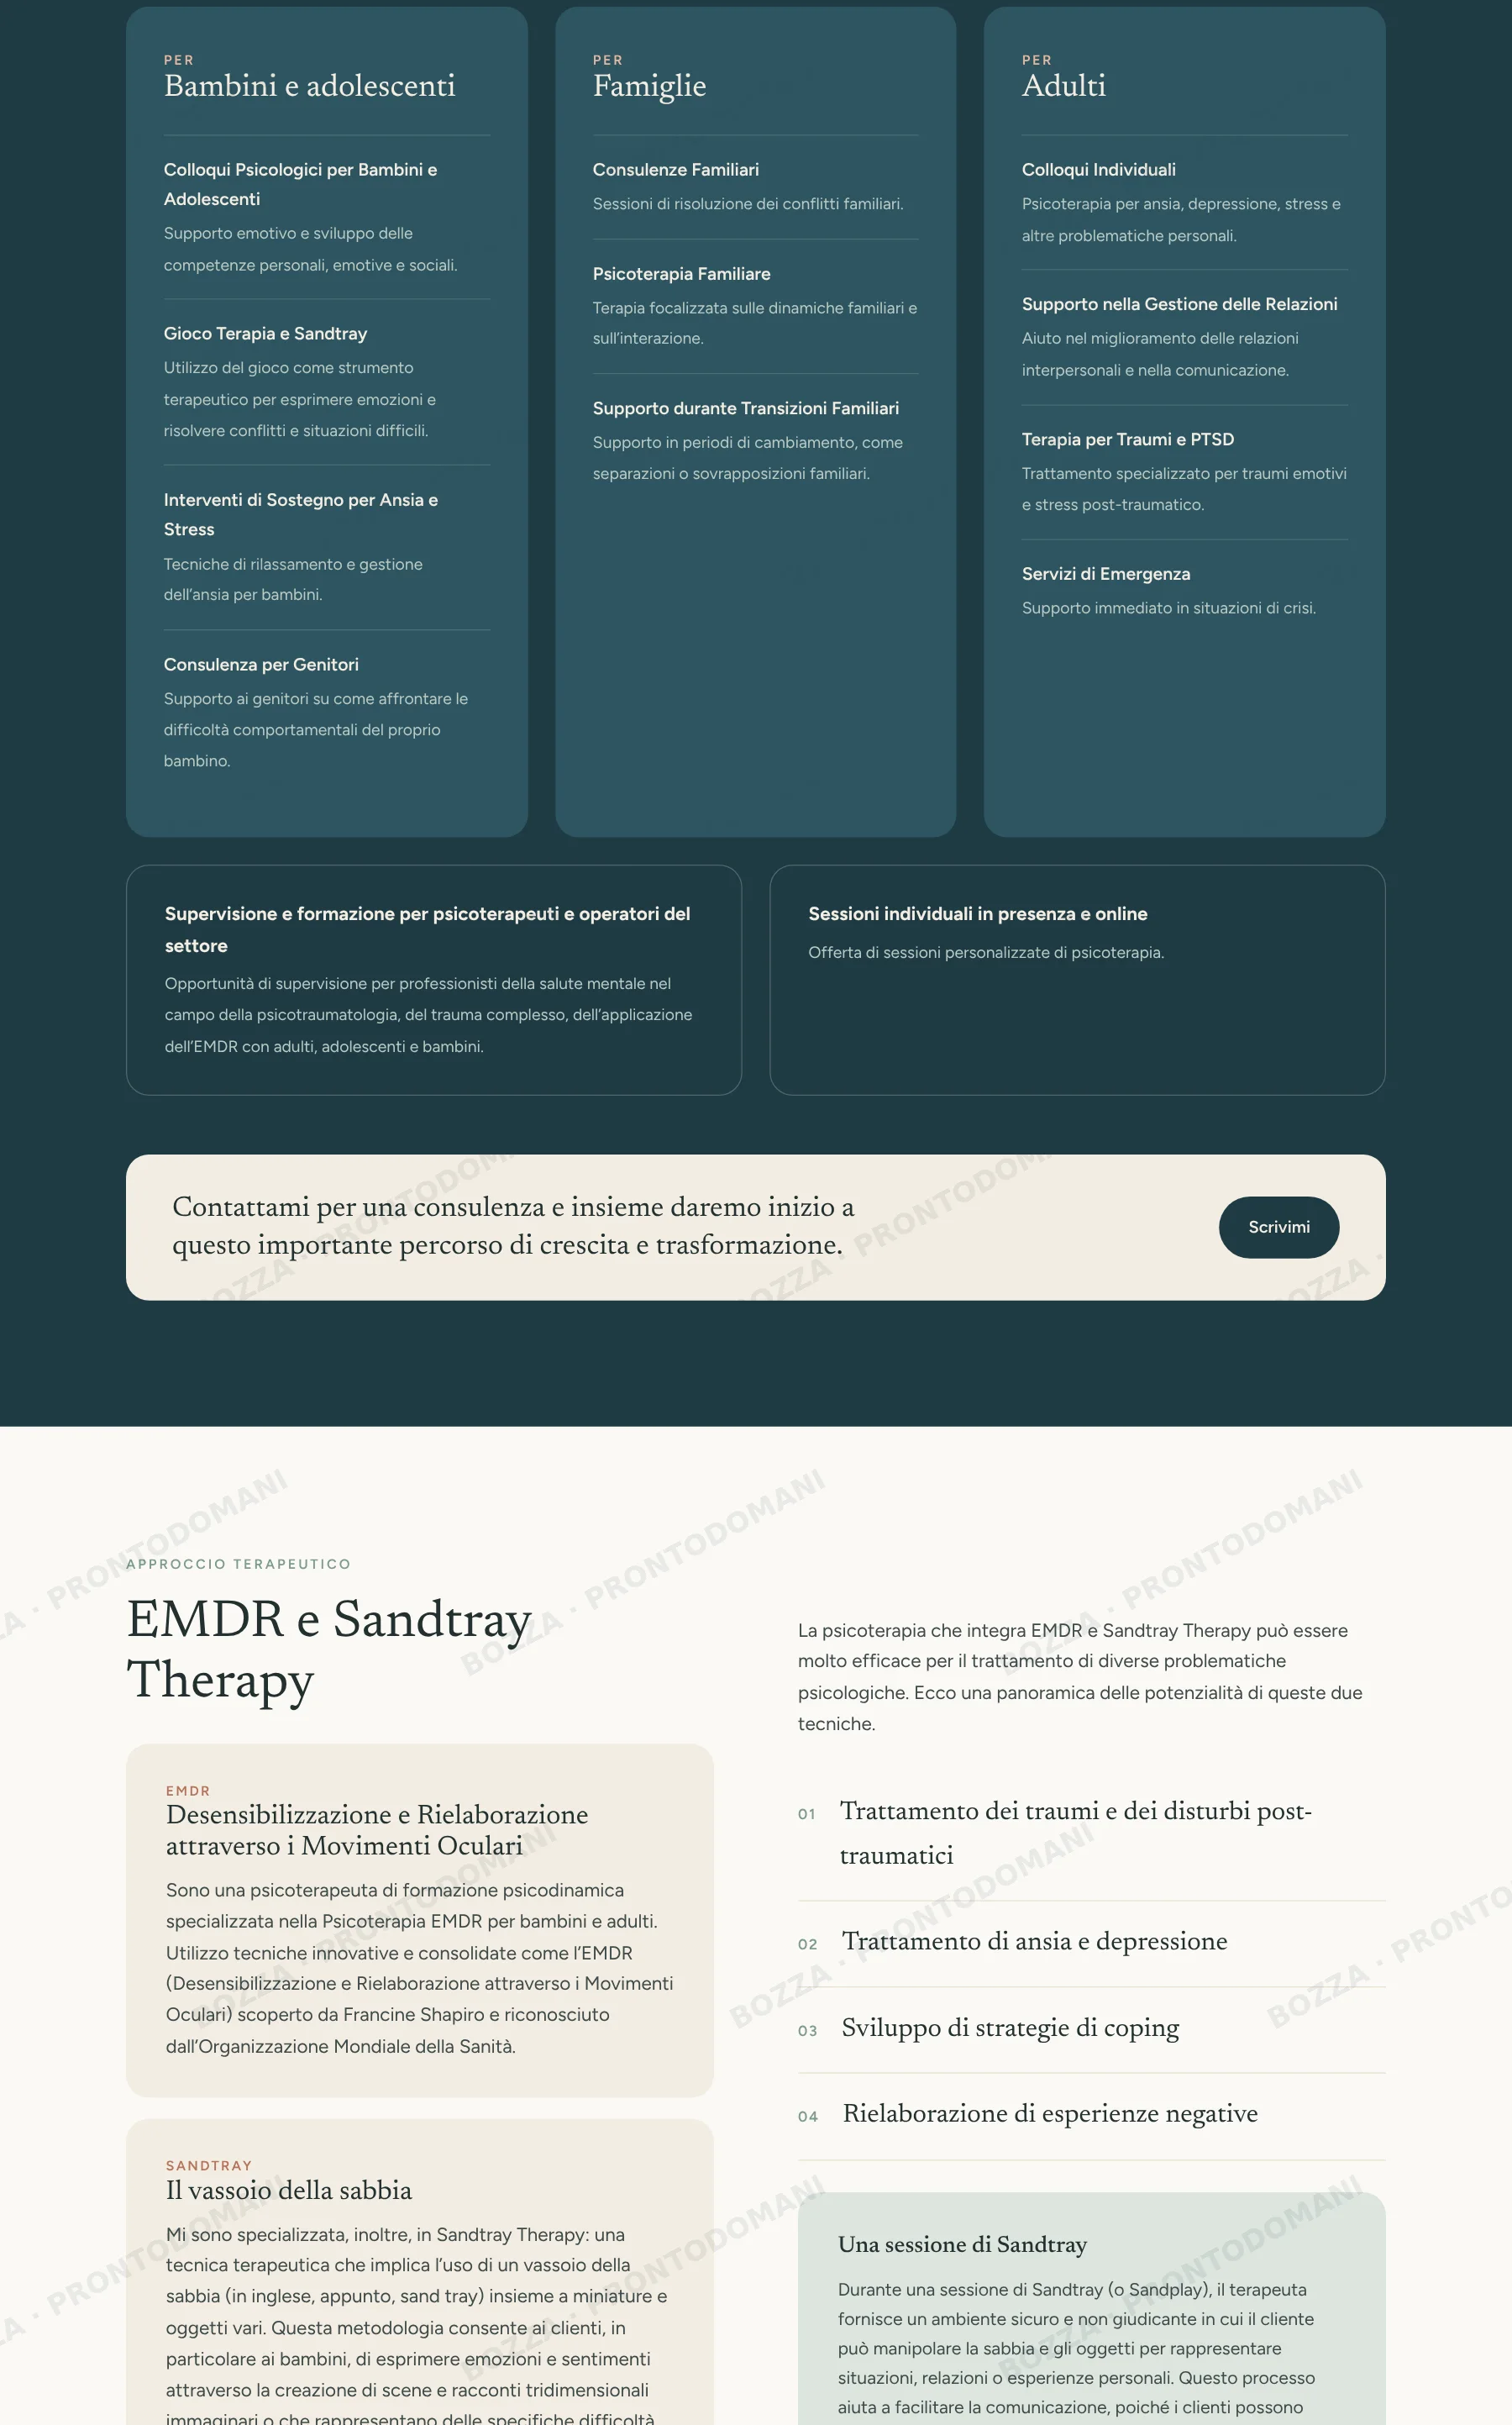 PER
Bambini e adolescenti
Colloqui Psicologici per Bambini e
Adolescenti
Supporto emotivo e sviluppo delle
competenze personali, emotive e sociali.
Gioco Terapia e Sandtray
Utilizzo del gioco come strumento
terapeutico per esprimere emozioni e
risolvere conflitti e situazioni difficili.
Interventi di Sostegno per Ansia e
Stress
Tecniche di rilassamento e gestione
dell'ansia per bambini.
Consulenza per Genitori
Supporto ai genitori su come affrontare le
difficoltà comportamentali del proprio
bambino.
PER
Famiglie
Consulenze Familiari
Sessioni di risoluzione dei conflitti familiari.
Psicoterapia Familiare
Terapia focalizzata sulle dinamiche familiari e
sull'interazione.
Supporto durante Transizioni Familiari
Supporto in periodi di cambiamento, come
separazioni o sovrapposizioni familiari.
PER
Adulti
Colloqui Individuali
Psicoterapia per ansia, depressione, stress e
altre problematiche personali.
Supporto nella Gestione delle Relazioni
Aiuto nel miglioramento delle relazioni
interpersonali e nella comunicazione.
Terapia per Traumi e PTSD
Trattamento specializzato per traumi emotivi
e stress post-traumatico.
Servizi di Emergenza
Supporto immediato in situazioni di crisi.
Supervisione e formazione per psicoterapeuti e operatori del
settore
Opportunità di supervisione per professionisti della salute mentale nel
campo della psicotraumatologia, del trauma complesso, dell'applicazione
dell'EMDR con adulti, adolescenti e bambini.
Sessioni individuali in presenza e online
Offerta di sessioni personalizzate di psicoterapia.
Contattami per una consulenza e insieme daremo inizio a
questo importante percorso di crescita e trasformazione.
Scrivimi
BOZZA · PRONTODOMANI
APPROCCIO TERAPEUTICO
EMDR e Sandtray
Therapy
EMDR
Desensibilizzazione e Rielaborazione
attraverso i Movimenti Oculari
Sono una psicoterapeuta di formazione psicodinamica
specializzata nella Psicoterapia EMDR per bambini e adulti.
Utilizzo tecniche innovative e consolidate come l'EMDR
(Desensibilizzazione e Rielaborazione attraverso i Movimenti
Oculari) scoperto da Francine Shapiro e riconosciuto
dall'Organizzazione Mondiale della Sanità.
SANDTRAY
Il vassoio della sabbia
Mi sono specializzata, inoltre, in Sandtray Therapy: una
tecnica terapeutica che implica l'uso di un vassoio della
sabbia (in inglese, appunto, sand tray) insieme a miniature e
oggetti vari. Questa metodologia consente ai clienti, in
particolare ai bambini, di esprimere emozioni e sentimenti
attraverso la creazione di scene e racconti tridimensionali
immaginari o che rappresentano delle specifiche difficoltà
La psicoterapia che integra EMDR e Sandtray Therapy può essere
molto efficace per il trattamento di diverse problematiche
psicologiche. Ecco una panoramica delle potenzialità di queste due
tecniche.
01 Trattamento dei traumi e dei disturbi post-
traumatici
02 Trattamento di ansia e depressione
03 Sviluppo di strategie di coping
04 Rielaborazione di esperienze negative
Una sessione di Sandtray
Durante una sessione di Sandtray (o Sandplay), il terapeuta
fornisce un ambiente sicuro e non giudicante in cui il cliente
può manipolare la sabbia e gli oggetti per rappresentare
situazioni, relazioni o esperienze personali. Questo processo
aiuta a facilitare la comunicazione, poiché i clienti possono